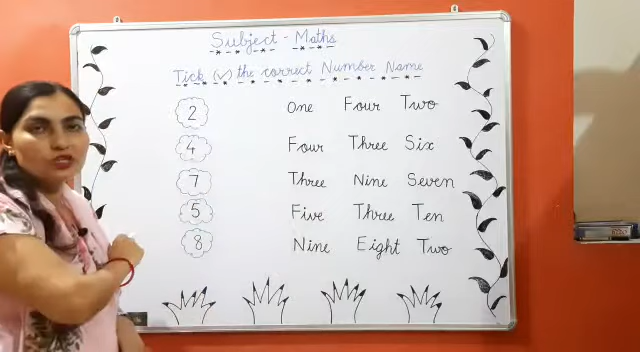 Subject - Maths
Tick (✓) the correct Number Name
2 One Four Two
4 Four Three Six
7 Three Nine Seven
5 Five Three Ten
8 Nine Eight Two